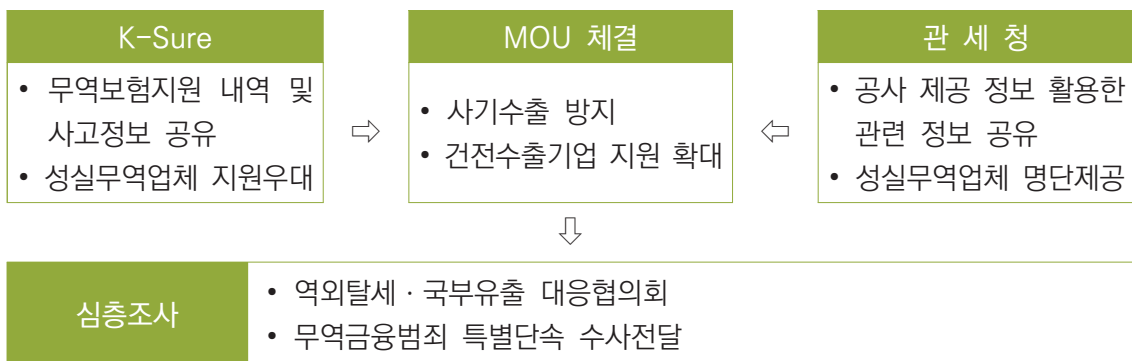 K-Sure
• 무역보험지원 내역 및
사고정보 공유
• 성실무역업체 지원우대
MOU 체결
• 사기수출 방지
• 건전수출기업 지원 확대
관 세 청
• 공사 제공 정보 활용한
관련 정보 공유
• 성실무역업체 명단제공
심층조사
• 역외탈세 · 국부유출 대응협의회
• 무역금융범죄 특별단속 수사전달